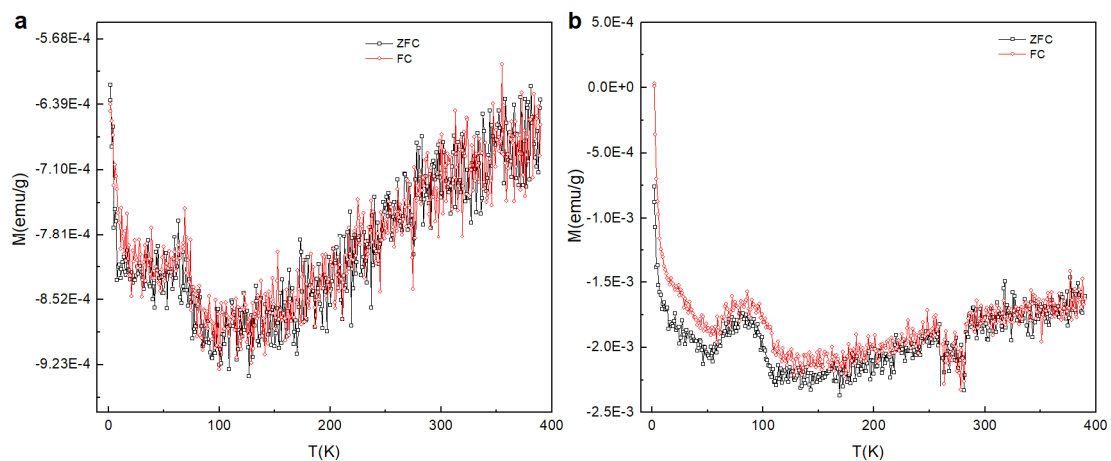 a
ZFC
FC
-5.68E-4
-6.39E-4
-7.10E-4
-7.81E-4
-8.52E-4
-9.23E-4
M(emu/g)
0 100 200 300 400
T(K)
b
ZFC
FC
5.0E-4
0.0E+0
-5.0E-4
-1.0E-3
-1.5E-3
-2.0E-3
-2.5E-3
M(emu/g)
0 100 200 300 400
T(K)